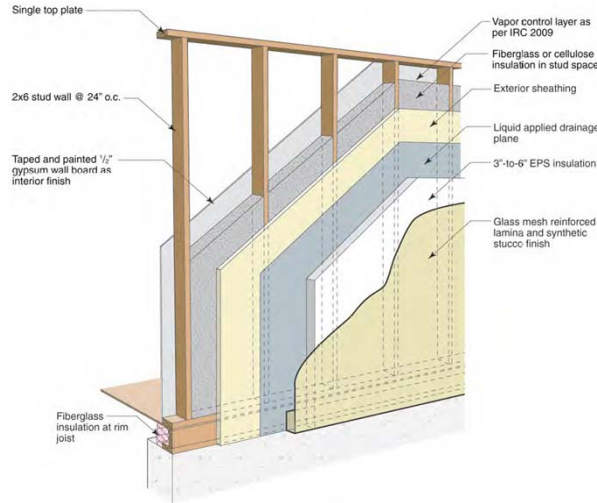 Single top plate
2x6 stud wall @ 24" o.c.
Taped and painted ½"
gypsum wall board as
interior finish
Fiberglass
insulation at rim
joist
Vapor control layer as
per IRC 2009
Fiberglass or cellulose
insulation in stud space
Exterior sheathing
Liquid applied drainage
plane
3"-to-6" EPS insulation
Glass mesh reinforced
lamina and synthetic
stucco finish